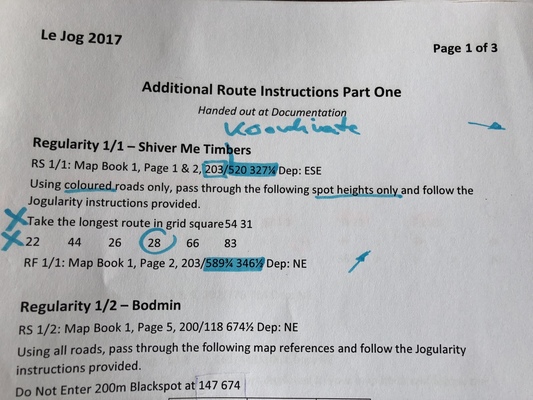 Le Jog 2017
Page 1 of 3
Additional Route Instructions Part One
Handed out at Documentation
Koordinate
Regularity 1/1 – Shiver Me Timbers
RS 1/1: Map Book 1, Page 1 & 2, 203/520 327½ Dep: ESE
Using coloured roads only, pass through the following spot heights only and follow the
Jogularity instructions provided.
Take the longest route in grid square 54 31
22 44 26 28 66 83
RF 1/1: Map Book 1, Page 2, 203/589¾ 346½ Dep: NE
Regularity 1/2 – Bodmin
RS 1/2: Map Book 1, Page 5, 200/118 674½ Dep: NE
Using all roads, pass through the following map references and follow the Jogularity
instructions provided.
Do Not Enter 200m Blackspot at 147 674